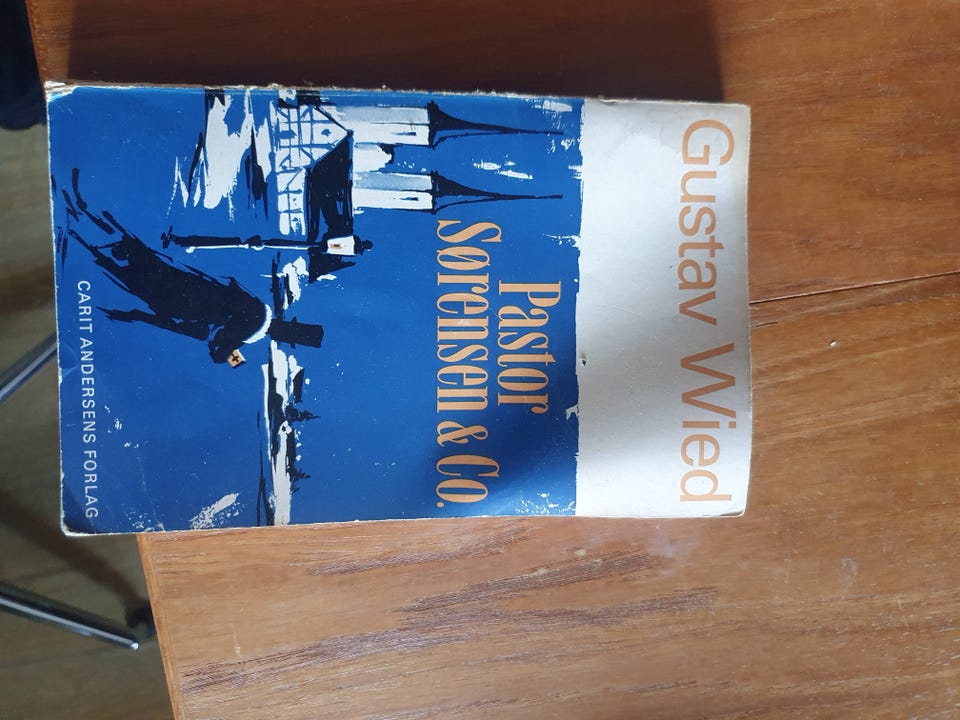 Gustav Wied
Pastor
Sørensen & Co.
CARIT ANDERSENS FORLAG